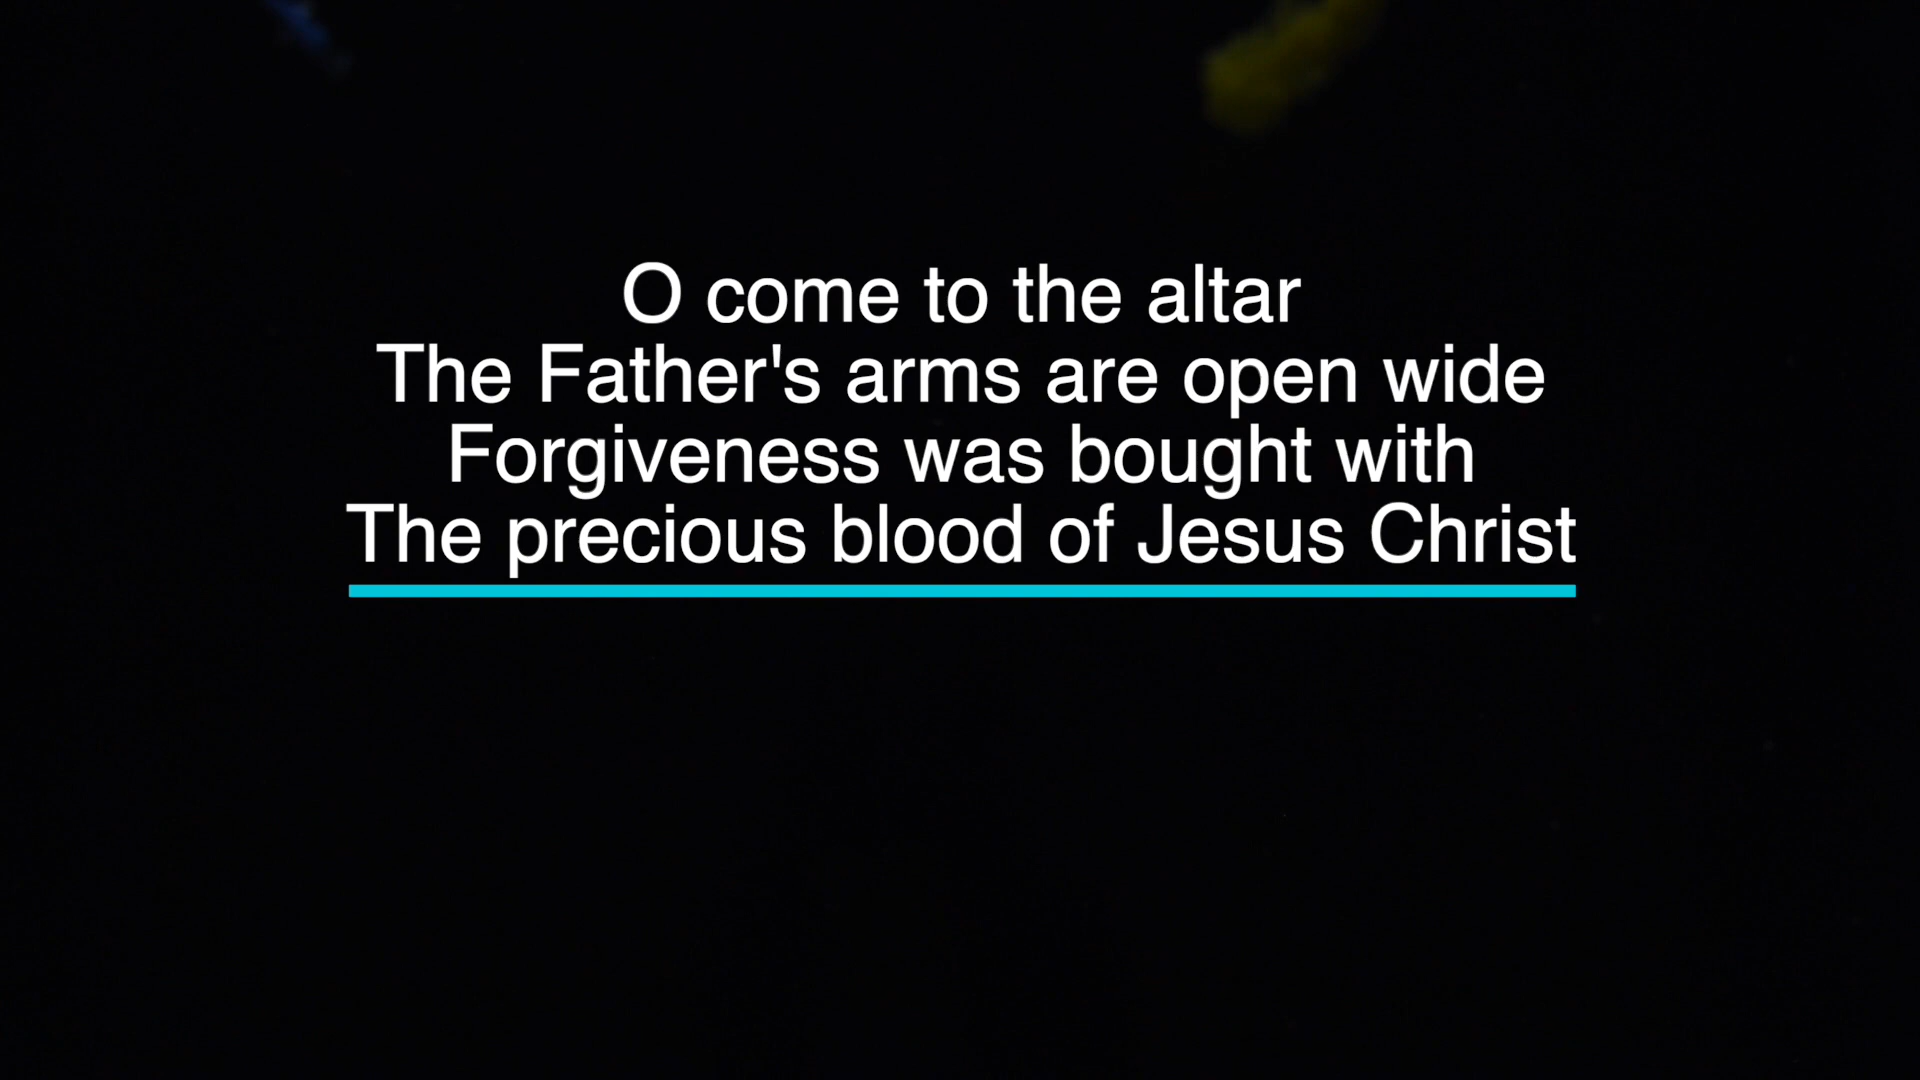 O come to the altar
The Father's arms are open wide
Forgiveness was bought with
The precious blood of Jesus Christ